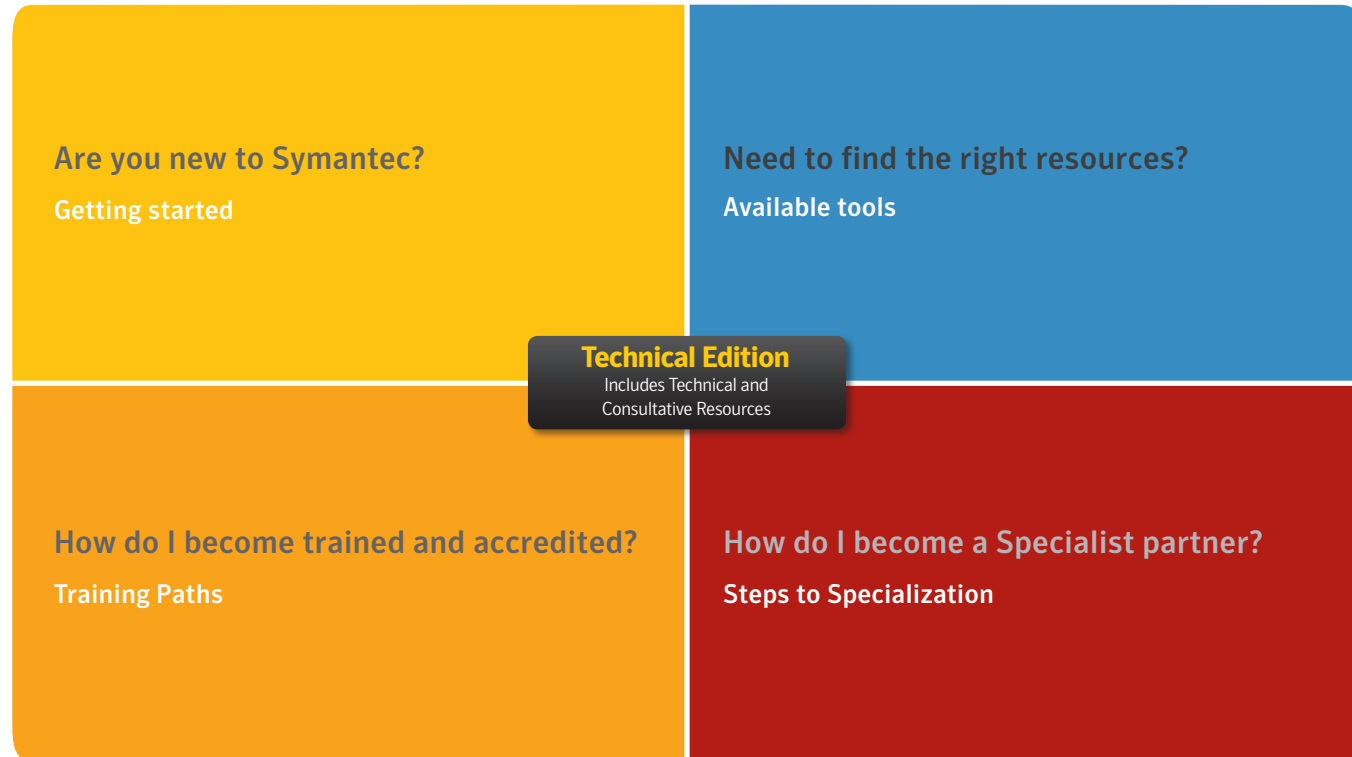 Are you new to Symantec?
Getting started
Need to find the right resources?
Available tools
Technical Edition
Includes Technical and
Consultative Resources
How do I become trained and accredited?
Training Paths
How do I become a Specialist partner?
Steps to Specialization